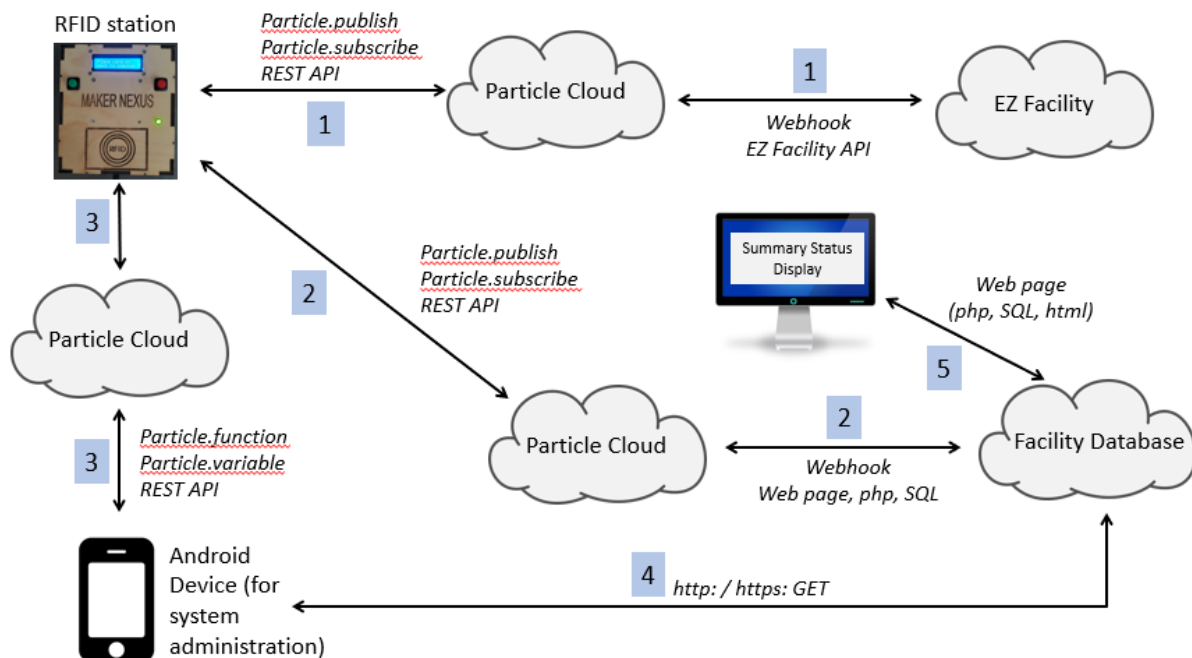 RFID station
MAKER NEXUS
RFID
Particle.publish
Particle.subscribe
REST API
1
Particle Cloud
1
Webhook
EZ Facility API
EZ Facility
3
2
Particle.publish
Particle.subscribe
REST API
Summary Status
Display
Web page
(php, SQL, html)
5
Particle Cloud
3
Particle.function
Particle.variable
REST API
Particle Cloud
2
Webhook
Web page, php, SQL
Facility Database
Android
Device (for
system
administration)
4
http: / https: GET